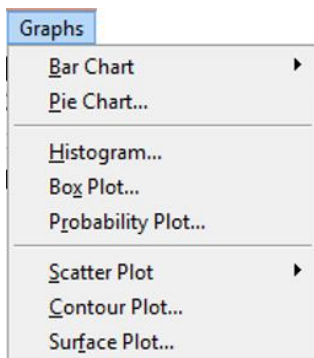 Graphs
Bar Chart
Pie Chart...
Histogram...
Box Plot...
Probability Plot...
Scatter Plot
Contour Plot...
Surface Plot...